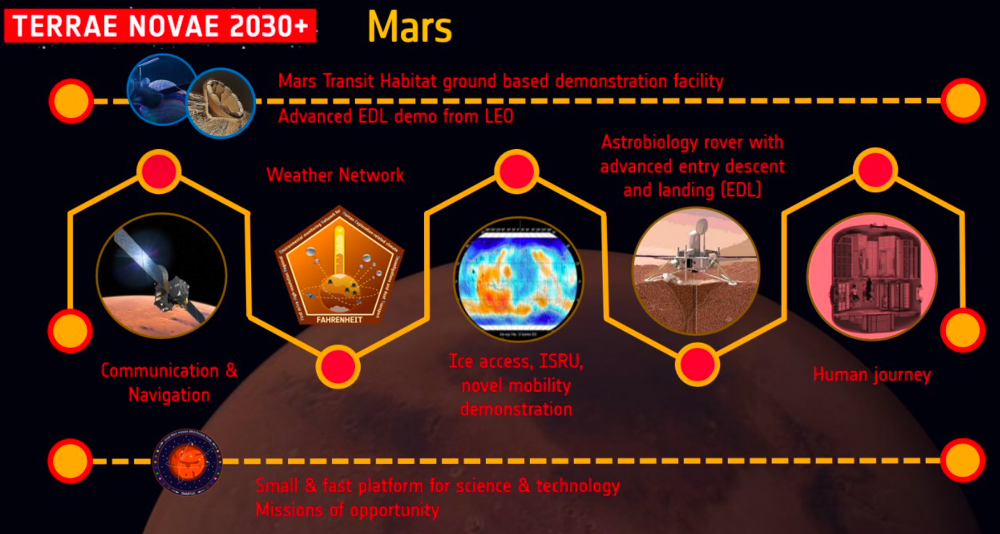 TERRAE NOVAE 2030+
Mars
Mars Transit Habitat ground based demonstration facility
Advanced EDL demo from LEO
Astrobiology rover with
advanced entry descent
and landing (EDL)
Weather Network
FAHRENHEIT
Communication &
Navigation
Ice access, ISRU,
novel mobility
demonstration
Human journey
Small & fast platform for science & technology
Missions of opportunity